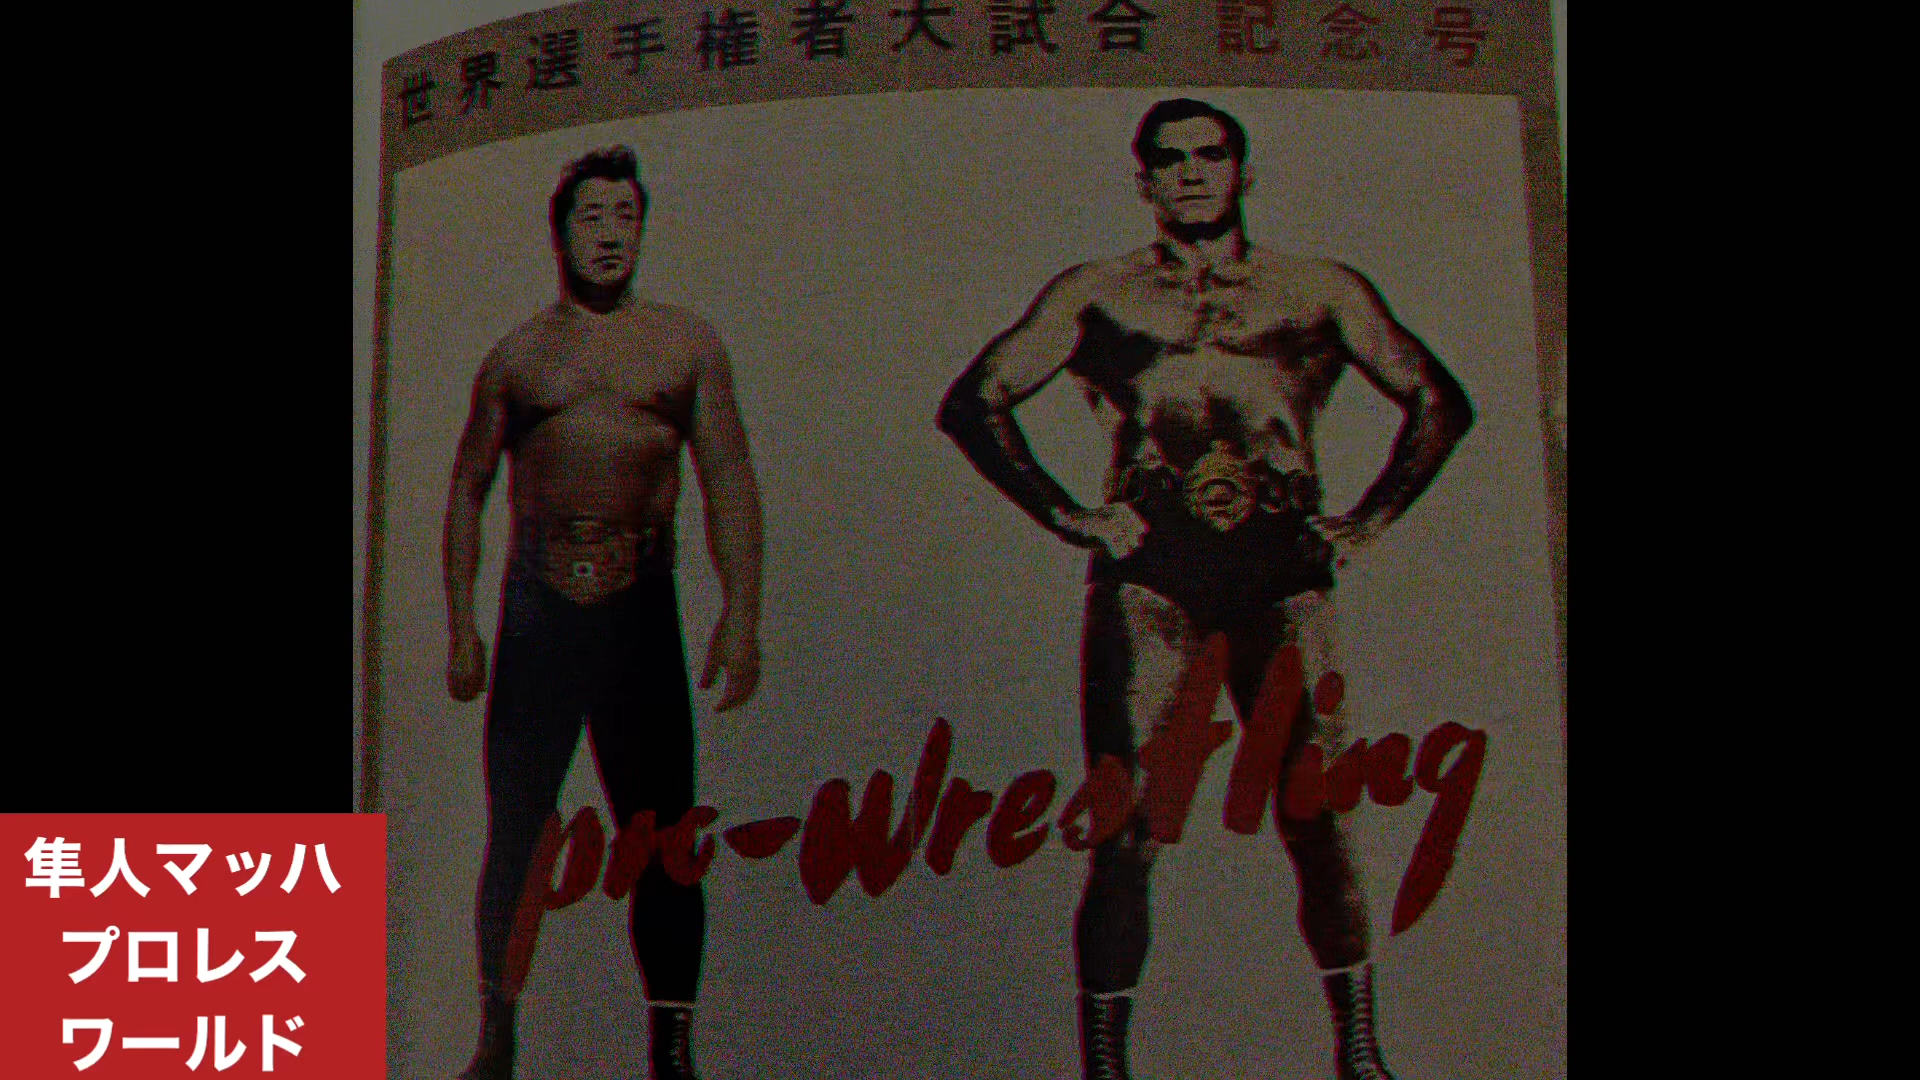 世界選手権者大試合 記念号
pro-wrestling
隼人マッハ
プロレス
ワールド